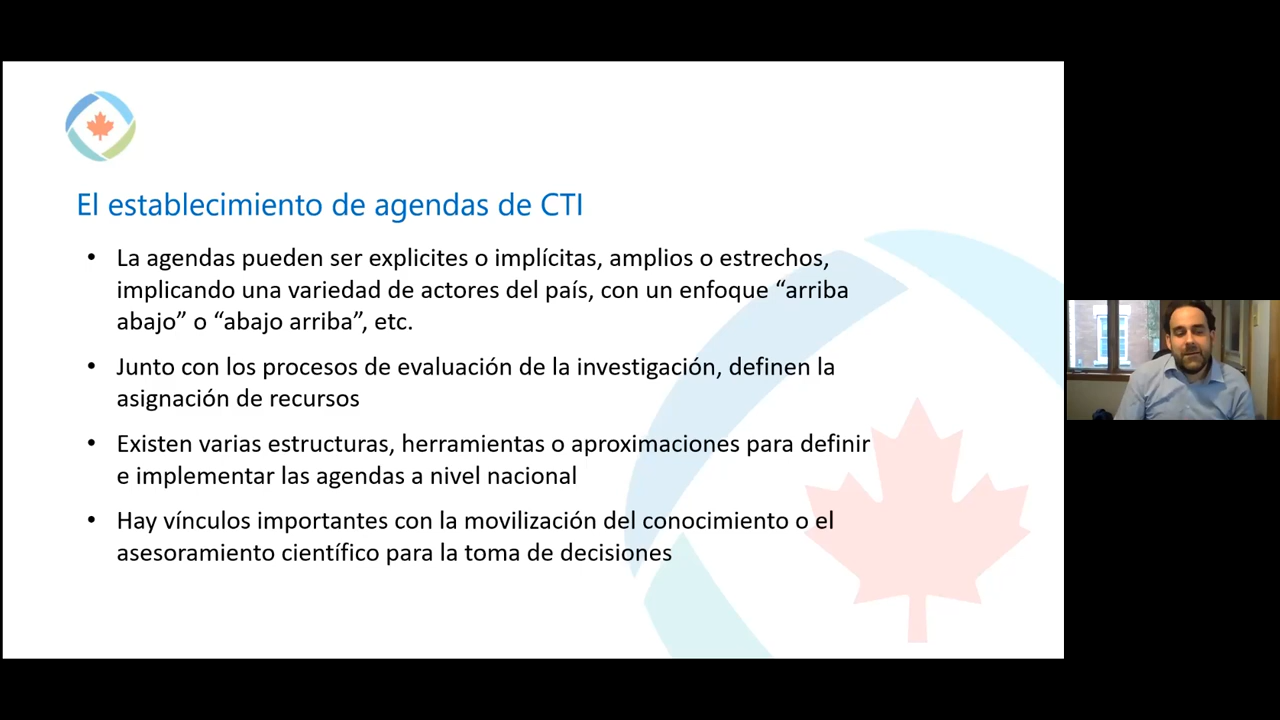 El establecimiento de agendas de CTI
• La agendas pueden ser explicites o implícitas, amplios o estrechos,
implicando una variedad de actores del país, con un enfoque “arriba
abajo” o “abajo arriba”, etc.
• Junto con los procesos de evaluación de la investigación, definen la
asignación de recursos
• Existen varias estructuras, herramientas o aproximaciones para definir
e implementar las agendas a nivel nacional
• Hay vínculos importantes con la movilización del conocimiento o el
asesoramiento científico para la toma de decisiones